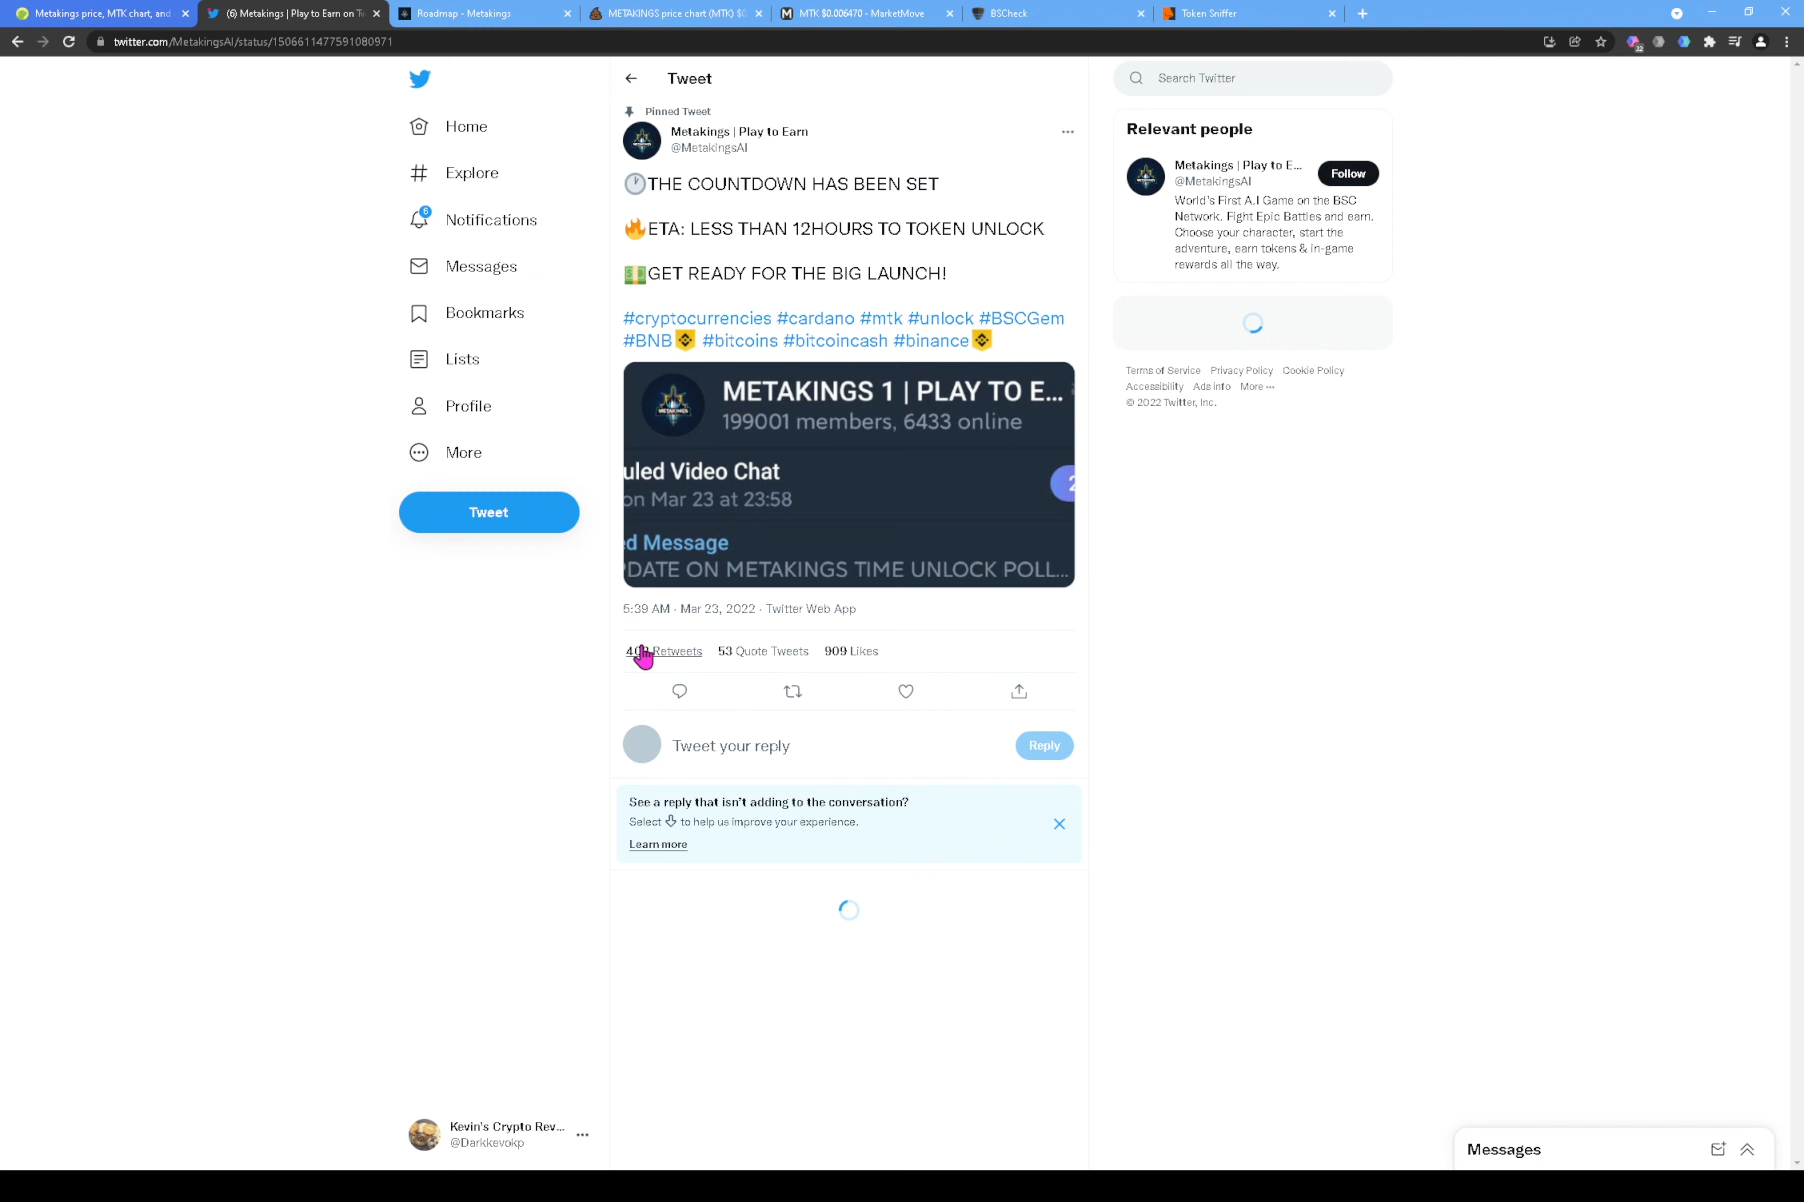 Metakings price, MTK chart, and
(6) Metakings | Play to Earn on Tw
Roadmap - Metakings
METAKINGS price chart (MTK) $0
MTK $0.006470 - MarketMove
BSCheck
Token Sniffer
twitter.com/MetakingsAI/status/1506611477591080971
Home
Explore
6
Notifications
Messages
Bookmarks
Lists
Profile
More
Tweet
Kevin's Crypto Rev...
@Darkkevokp
Tweet
Pinned Tweet
Metakings | Play to Earn
@MetakingsAI
THE COUNTDOWN HAS BEEN SET
ETA: LESS THAN 12HOURS TO TOKEN UNLOCK
GET READY FOR THE BIG LAUNCH!
#cryptocurrencies #cardano #mtk #unlock #BSCGem
#BNB #bitcoins #bitcoincash #binance
METAKINGS
METAKINGS 1 | PLAY TO E...
199001 members, 6433 online
uled Video Chat
on Mar 23 at 23:58
2
d Message
PDATE ON METAKINGS TIME UNLOCK POLL...
5:39 AM · Mar 23, 2022 · Twitter Web App
Retweets 53 Quote Tweets 909 Likes
Tweet your reply
Reply
See a reply that isn't adding to the conversation?
Select to help us improve your experience.
Learn more
Search Twitter
Relevant people
Metakings | Play to E...
@MetakingsAI
Follow
World's First A.I Game on the BSC
Network. Fight Epic Battles and earn.
Choose your character, start the
adventure, earn tokens & in-game
rewards all the way.
Terms of Service Privacy Policy Cookie Policy
Accessibility Ads info More ···
© 2022 Twitter, Inc.
Messages